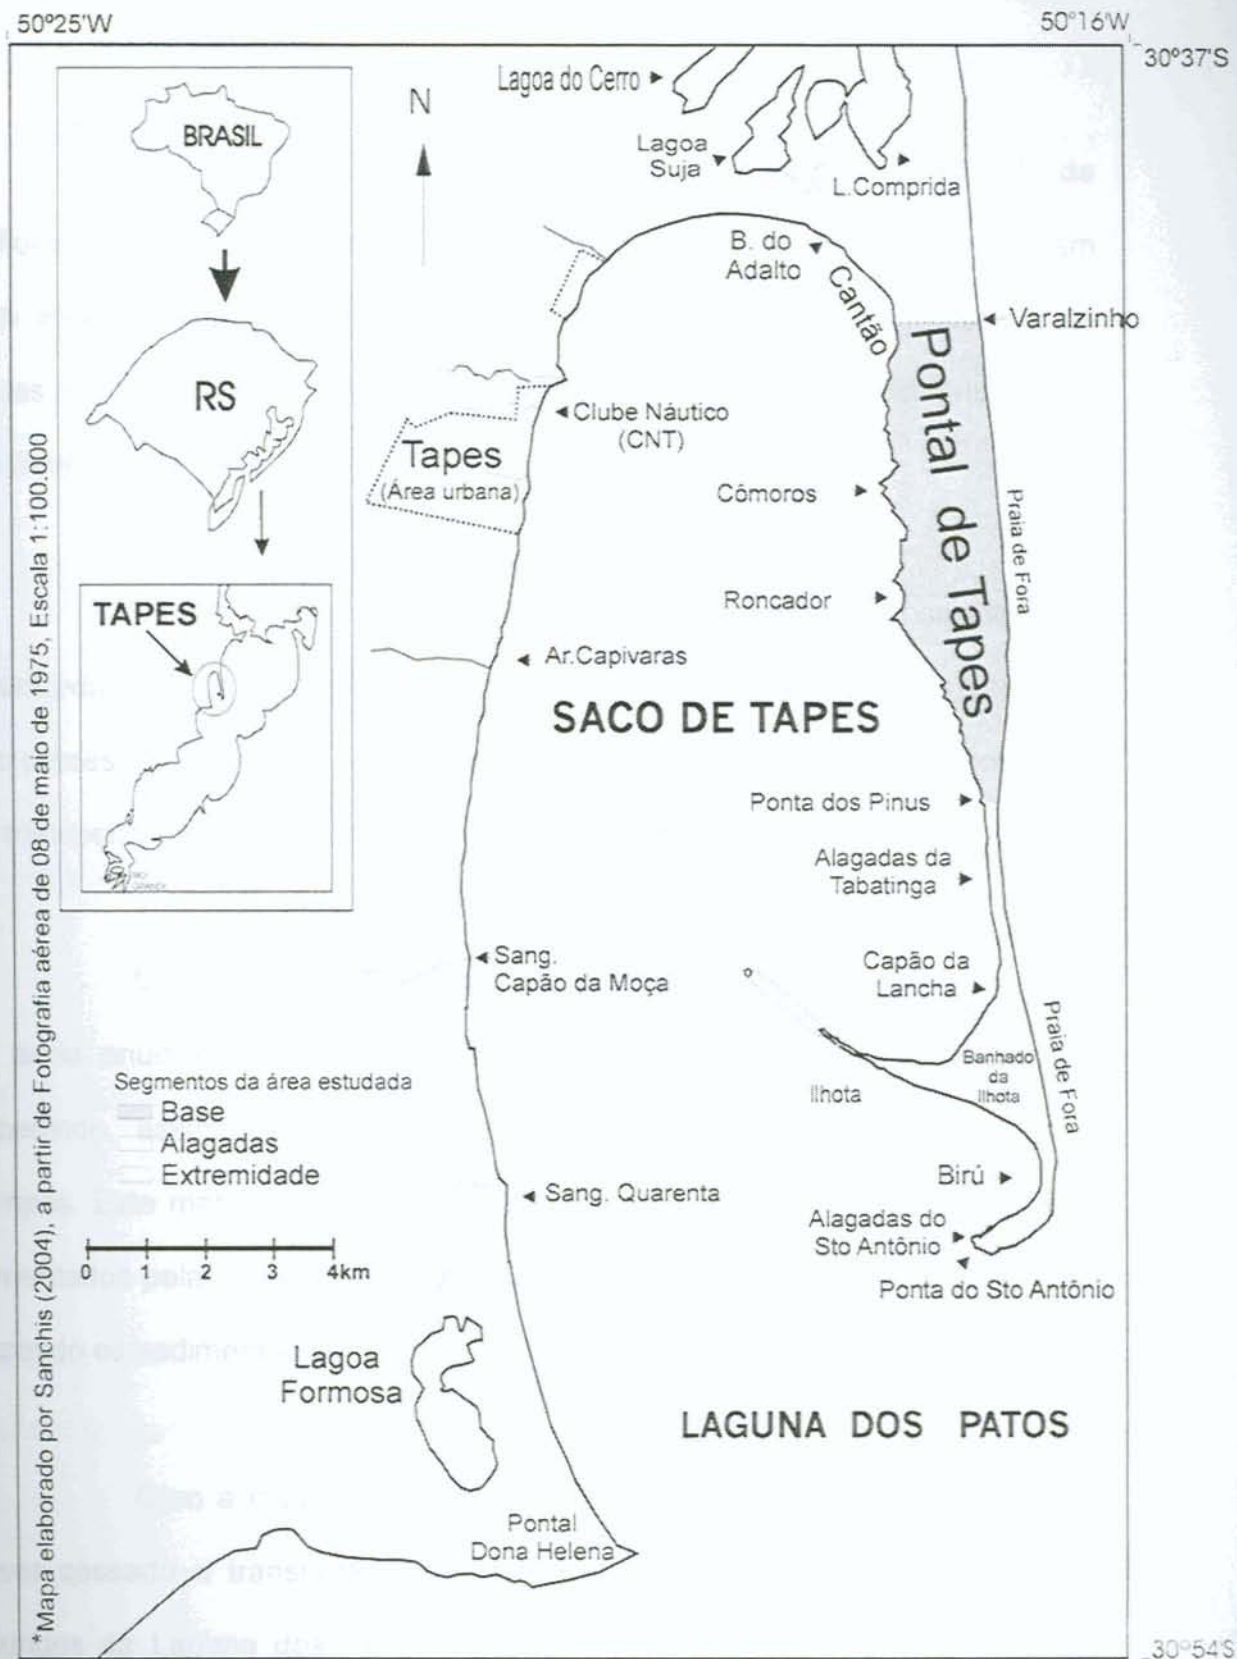 50°25'W
50°16'W
30°37'S
BRASIL
RS
TAPES
N
Lagoa do Cerro
Lagoa
Suja
L.Comprida
B. do
Adalto
Cantão
Varalzinho
Pontal de Tapes
Praia de Fora
Clube Náutico
(CNT)
Tapes
(Área urbana)
Cômoros
Roncador
Ar.Capivaras
SACO DE TAPES
Ponta dos Pinus
Alagadas da
Tabatinga
Sang.
Capão da Moça
Capão da
Lancha
Praia de Fora
Banhado
da
Ilhota
Ilhota
Segmentos da área estudada
Base
Alagadas
Extremidade
Birú
Sang. Quarenta
Alagadas do
Sto Antônio
Ponta do Sto Antônio
0 1 2 3 4km
Lagoa
Formosa
LAGUNA DOS PATOS
Pontal
Dona Helena
30°54'S
*Mapa elaborado por Sanchis (2004), a partir de Fotografia aérea de 08 de maio de 1975, Escala 1:100.000